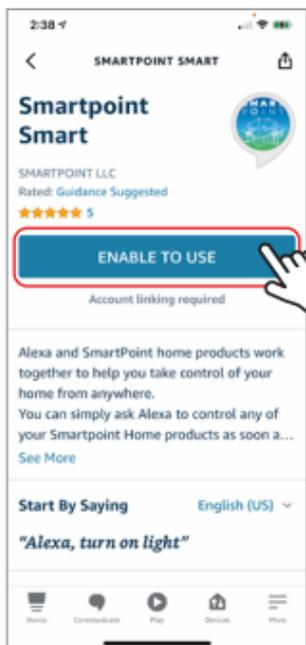 2:38
SMARTPOINT SMART
Smartpoint
Smart
SMART
POINT
SMARTPOINT LLC
Rated: Guidance Suggested
5
ENABLE TO USE
Account linking required
Alexa and SmartPoint home products work
together to help you take control of your
home from anywhere.
You can simply ask Alexa to control any of
your Smartpoint Home products as soon a...
See More
Start By Saying
English (US)
"Alexa, turn on light"
Home
Communicate
Play
Devices
More